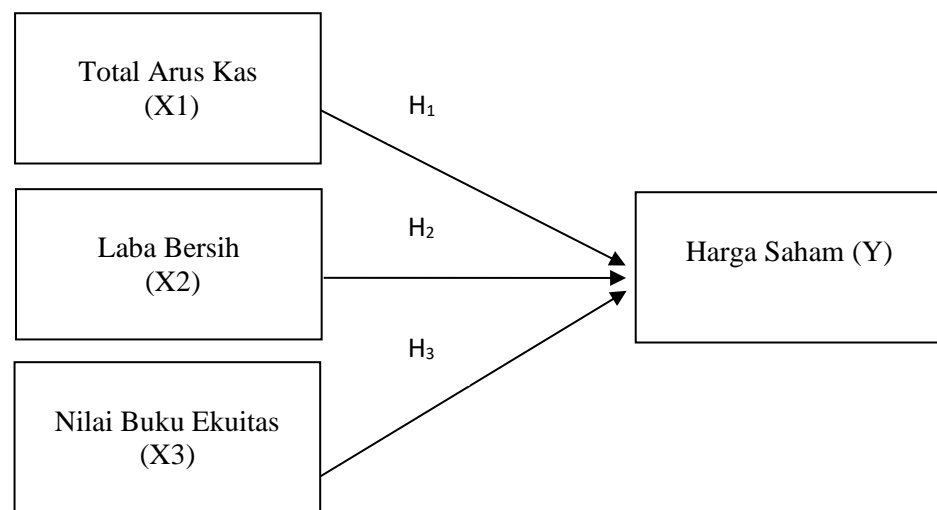 Total Arus Kas
(X1)
H₁
Laba Bersih
(X2)
H₂
Harga Saham (Y)
H₃
Nilai Buku Ekuitas
(X3)